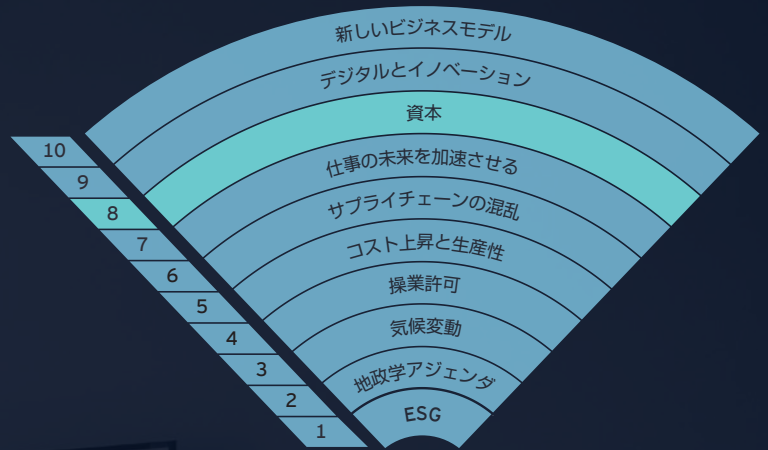 新しいビジネスモデル
デジタルとイノベーション
資本
仕事の未来を加速させる
サプライチェーンの混乱
コスト上昇と生産性
操業許可
気候変動
地政学アジェンダ
ESG
10
9
8
7
6
5
4
3
2
1